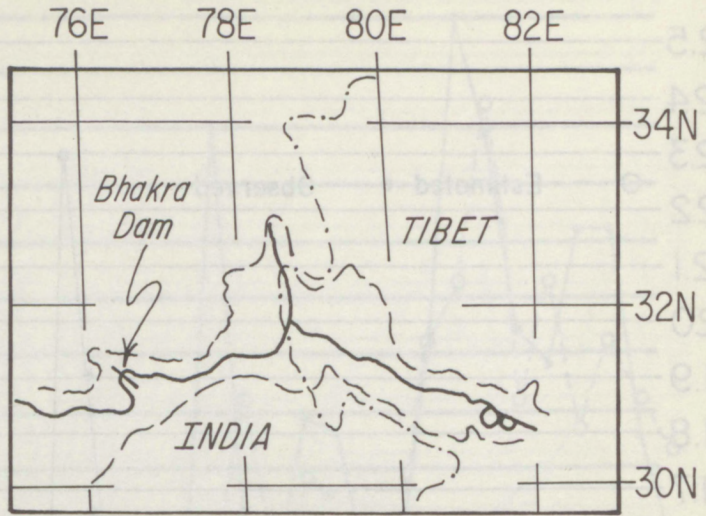 76E 78E 80E 82E
34N
Bhakra
Dam
TIBET
32N
INDIA
30N